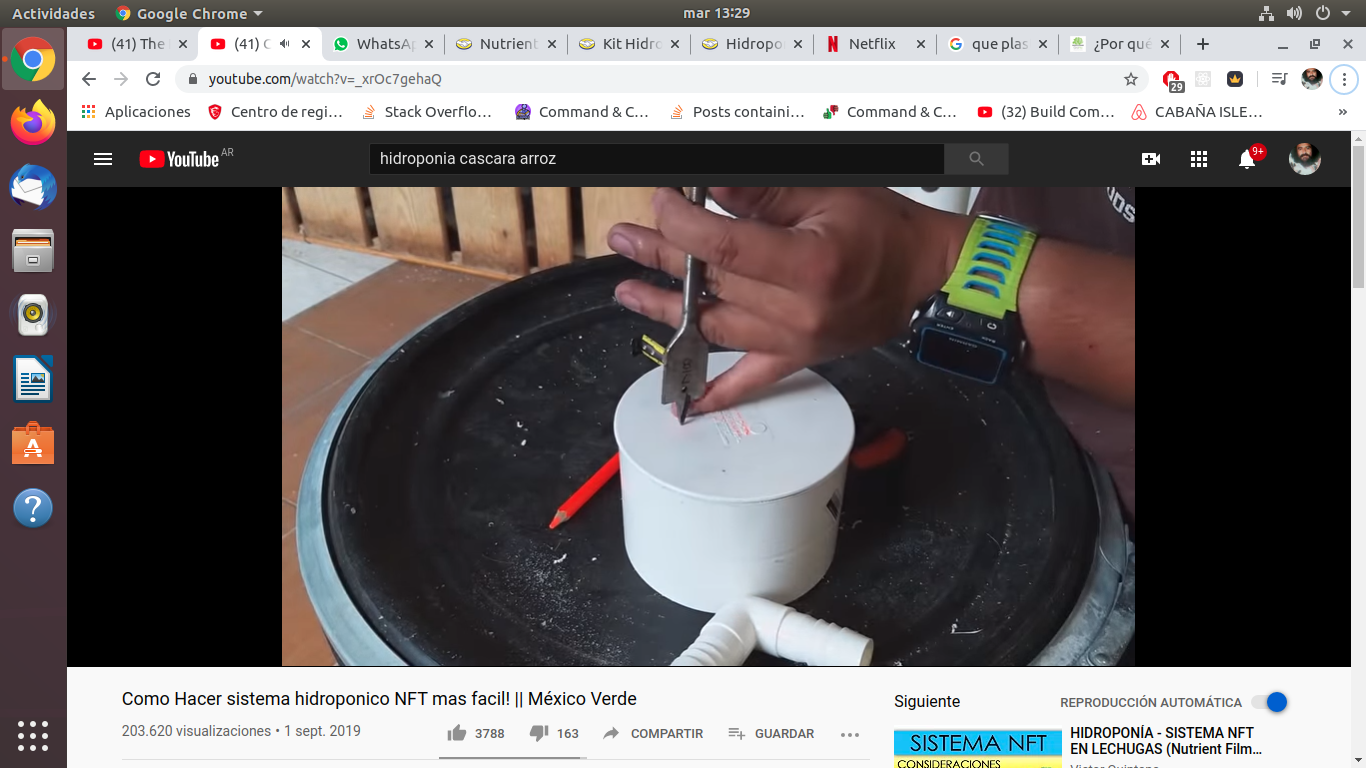 Actividades
Google Chrome
mar 13:29
(41) The
(41) C
WhatsAp
Nutrient
Kit Hidro
Hidropo
Netflix
que plas
¿Por qué
youtube.com/watch?v=_xrOc7gehaQ
29
Aplicaciones
Centro de regi…
Stack Overflo…
Command & C…
Posts containi…
Command & C…
(32) Build Com…
CABAÑA ISLE…
»
YouTube AR
hidroponia cascara arroz
9+
Como Hacer sistema hidroponico NFT mas facil! || México Verde
203.620 visualizaciones • 1 sept. 2019
3788
163
COMPARTIR
GUARDAR
Siguiente
REPRODUCCIÓN AUTOMÁTICA
SISTEMA NFT
CONSIDERACIONES
HIDROPONÍA - SISTEMA NFT
EN LECHUGAS (Nutrient Film…
Victor Quintana